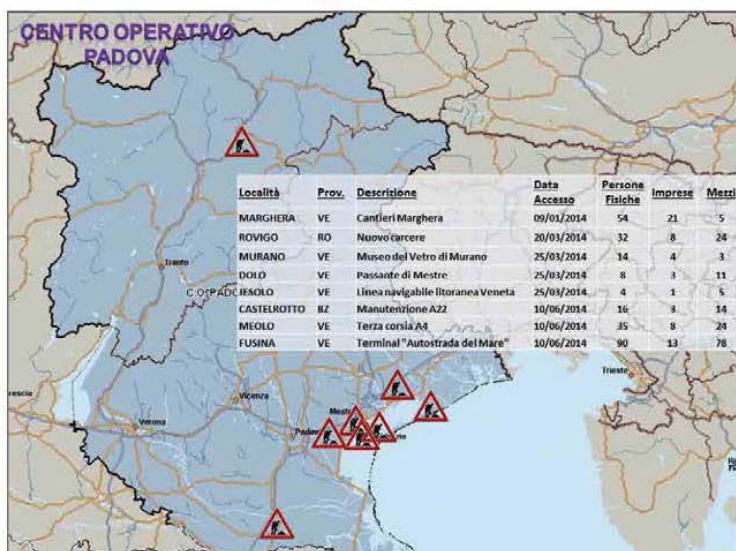 CENTRO OPERATIVO
PADOVA
Località Prov. Descrizione Data Accesso Persone Fisiche Imprese Mezzi
MARGHERA VE Cantieri Marghera 09/01/2014 54 21 5
ROVIGO RO Nuovo carcere 20/03/2014 32 8 24
MURANO VE Museo del Vetro di Murano 25/03/2014 14 4 3
DOLO VE Passante di Mestre 25/03/2014 8 3 11
JESOLO VE Linea navigabile litoranea Veneta 25/03/2014 4 1 5
CASTELROTTO BZ Manutenzione A22 10/06/2014 16 3 14
MEOLO VE Terza corsia A4 10/06/2014 35 8 24
FUSINA VE Terminal "Autostrada del Mare" 10/06/2014 90 13 78
Trento
C.O. PADO
Trieste
rescia
Vicenza
Verona
Mest
Pado